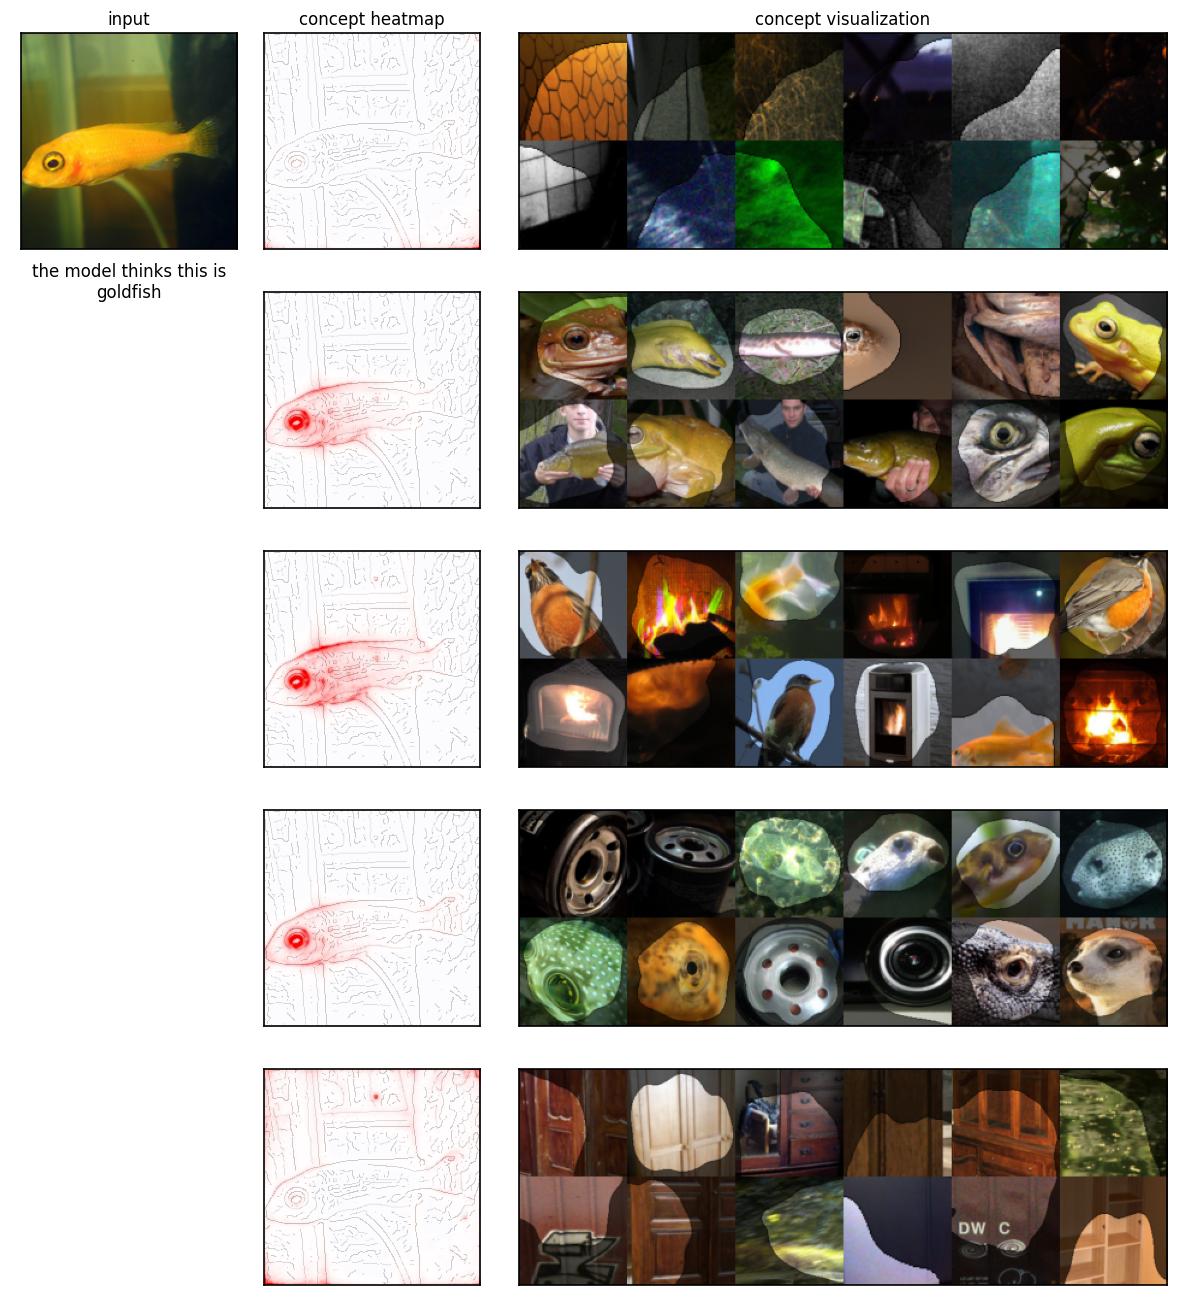 input
concept heatmap
concept visualization
the model thinks this is
goldfish
DW C